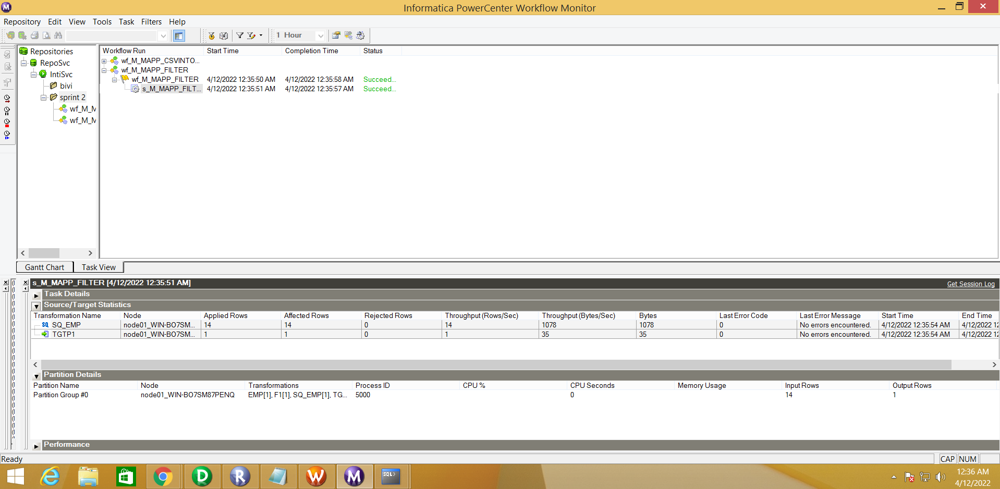 Informatica PowerCenter Workflow Monitor
Repository Edit View Tools Task Filters Help
1 Hour
Repositories
RepoSvc
IntiSvc
bivi
sprint 2
wf_M_M
wf_M_M
Workflow Run Start Time Completion Time Status
wf_M_MAPP_CSVINTO...
wf_M_MAPP_FILTER
wf_M_MAPP_FILTER 4/12/2022 12:35:50 AM 4/12/2022 12:35:58 AM Succeed...
s_M_MAPP_FILT... 4/12/2022 12:35:51 AM 4/12/2022 12:35:57 AM Succeed...
Gantt Chart Task View
s_M_MAPP_FILTER [4/12/2022 12:35:51 AM] Get Session Log
Task Details
Source/Target Statistics
Transformation Name Node Applied Rows Affected Rows Rejected Rows Throughput (Rows/Sec) Throughput (Bytes/Sec) Bytes Last Error Code Last Error Message Start Time End Time
SQ SQ_EMP node01_WIN-BO7SM... 14 14 0 14 1078 1078 0 No errors encountered. 4/12/2022 12:35:54 AM 4/12/2022 12
TGTP1 node01_WIN-BO7SM... 1 1 0 1 35 35 0 No errors encountered. 4/12/2022 12:35:54 AM 4/12/2022 12
Partition Details
Partition Name Node Transformations Process ID CPU % CPU Seconds Memory Usage Input Rows Output Rows
Partition Group #0 node01_WIN-BO7SM87PENQ EMP[1], F1[1], SQ_EMP[1], TG... 5000 0 14 1
Performance
Ready CAP NUM
D R W M SQL>
12:36 AM
4/12/2022